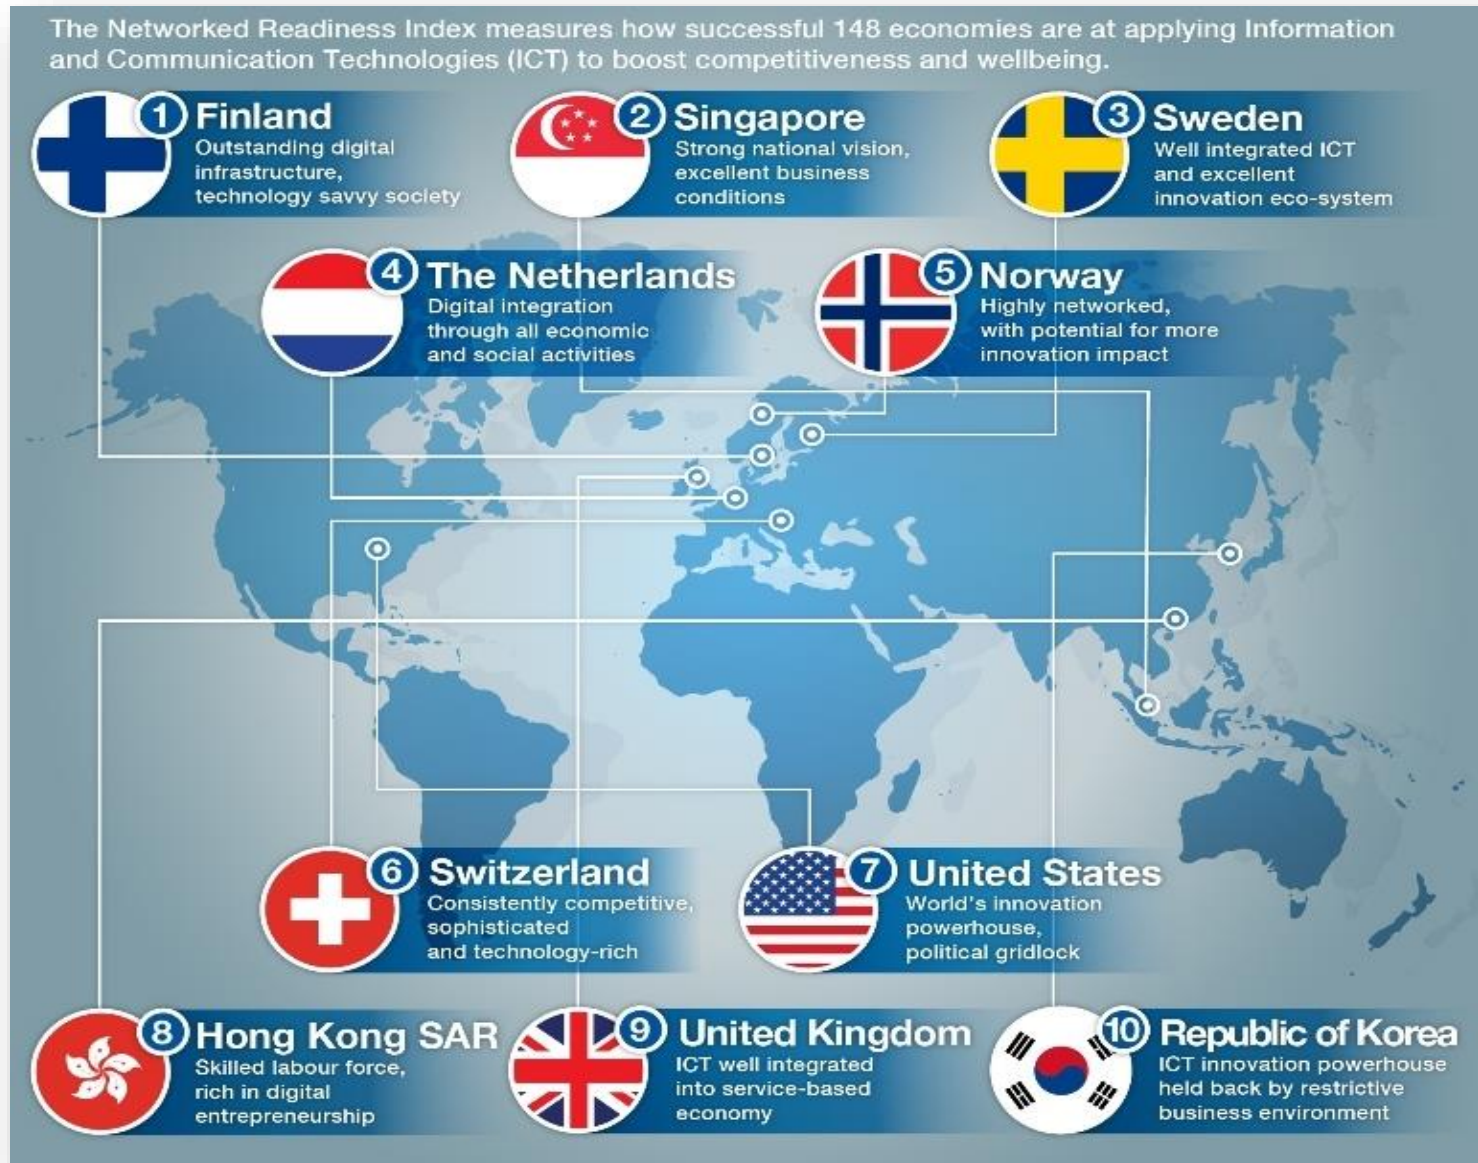 The Networked Readiness Index measures how successful 148 economies are at applying Information
and Communication Technologies (ICT) to boost competitiveness and wellbeing.
1 Finland
Outstanding digital
infrastructure,
technology savvy society
2 Singapore
Strong national vision,
excellent business
conditions
3 Sweden
Well integrated ICT
and excellent
innovation eco-system
4 The Netherlands
Digital integration
through all economic
and social activities
5 Norway
Highly networked,
with potential for more
innovation impact
6 Switzerland
Consistently competitive,
sophisticated
and technology-rich
7 United States
World's innovation
powerhouse,
political gridlock
8 Hong Kong SAR
Skilled labour force,
rich in digital
entrepreneurship
9 United Kingdom
ICT well integrated
into service-based
economy
10 Republic of Korea
ICT innovation powerhouse
held back by restrictive
business environment